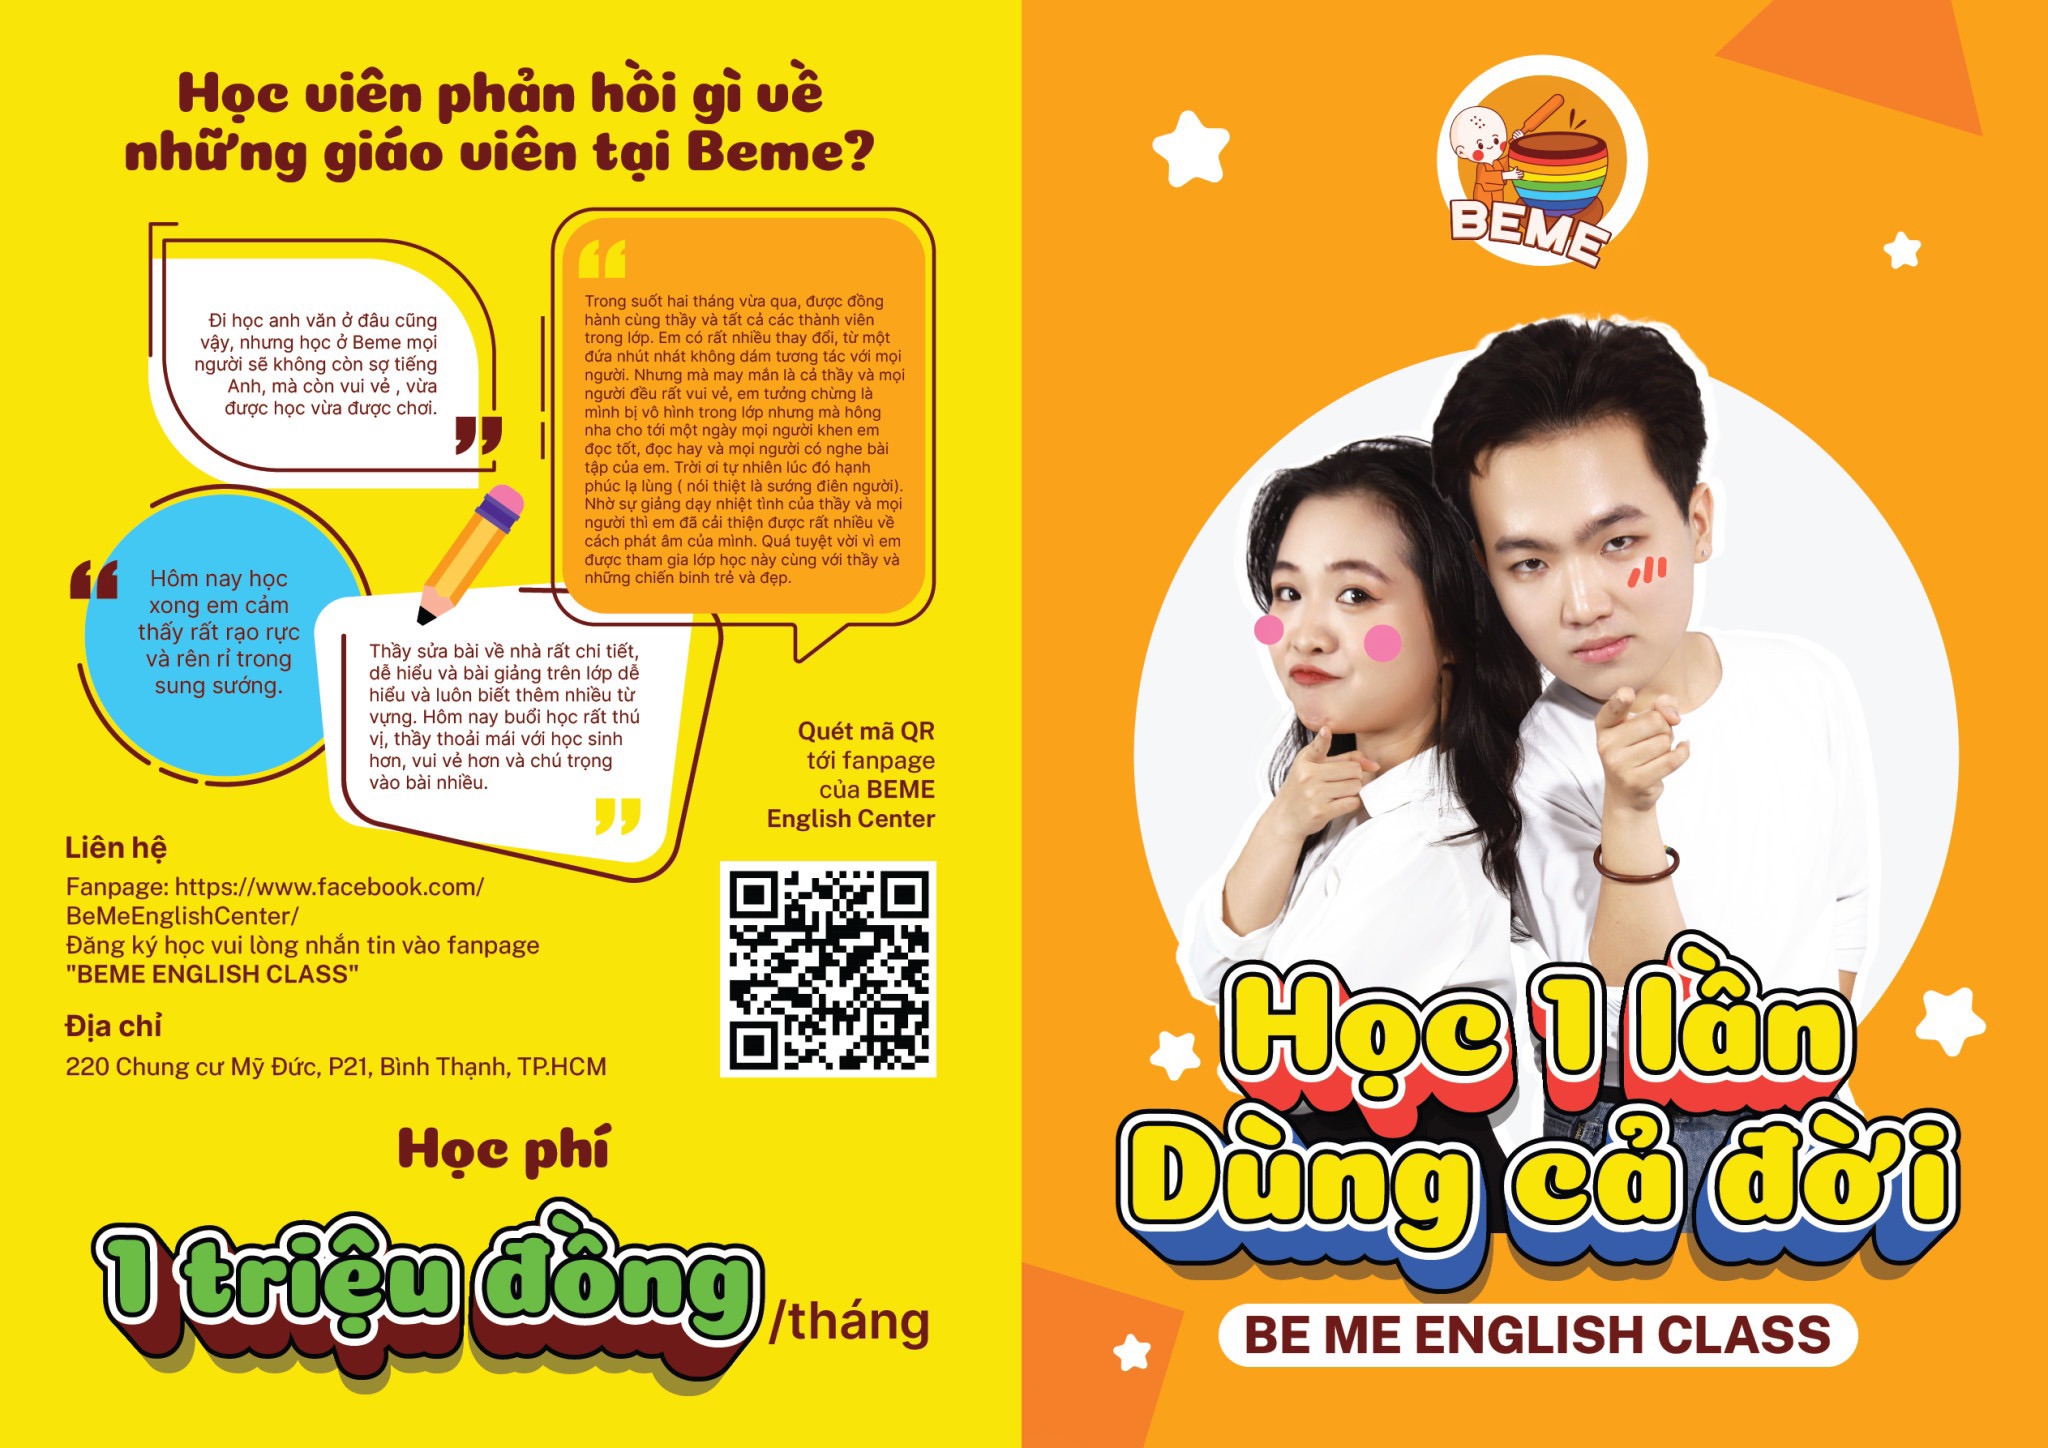 Học viên phản hồi gì về
những giáo viên tại Beme?
Đi học anh văn ở đâu cũng
vậy, nhưng học ở Beme mọi
người sẽ không còn sợ tiếng
Anh, mà còn vui vẻ , vừa
được học vừa được chơi.
Trong suốt hai tháng vừa qua, được đồng
hành cùng thầy và tất cả các thành viên
trong lớp. Em có rất nhiều thay đổi, từ một
đứa nhút nhát không dám tương tác với mọi
người. Nhưng mà may mắn là cả thầy và mọi
người đều rất vui vẻ, em tưởng chừng là
mình bị vô hình trong lớp nhưng mà hông
nha cho tới một ngày mọi người khen em
đọc tốt, đọc hay và mọi người có nghe bài
tập của em. Trời ơi tự nhiên lúc đó hạnh
phúc lạ lùng ( nói thiệt là sướng điên người).
Nhờ sự giảng dạy nhiệt tình của thầy và mọi
người thì em đã cải thiện được rất nhiều về
cách phát âm của mình. Quá tuyệt vời vì em
được tham gia lớp học này cùng với thầy và
những chiến binh trẻ và đẹp.
Hôm nay học
xong em cảm
thấy rất rạo rực
và rên rỉ trong
sung sướng.
Thầy sửa bài về nhà rất chi tiết,
dễ hiểu và bài giảng trên lớp dễ
hiểu và luôn biết thêm nhiều từ
vựng. Hôm nay buổi học rất thú
vị, thầy thoải mái với học sinh
hơn, vui vẻ hơn và chú trọng
vào bài nhiều.
Quét mã QR
tới fanpage
của BEME
English Center
Liên hệ
Fanpage: https://www.facebook.com/
BeMeEnglishCenter/
Đăng ký học vui lòng nhắn tin vào fanpage
"BEME ENGLISH CLASS"
Địa chỉ
220 Chung cư Mỹ Đức, P21, Bình Thạnh, TP.HCM
Học phí
1 triệu đồng /tháng
BEME
Học 1 lần
Dùng cả đời
BE ME ENGLISH CLASS